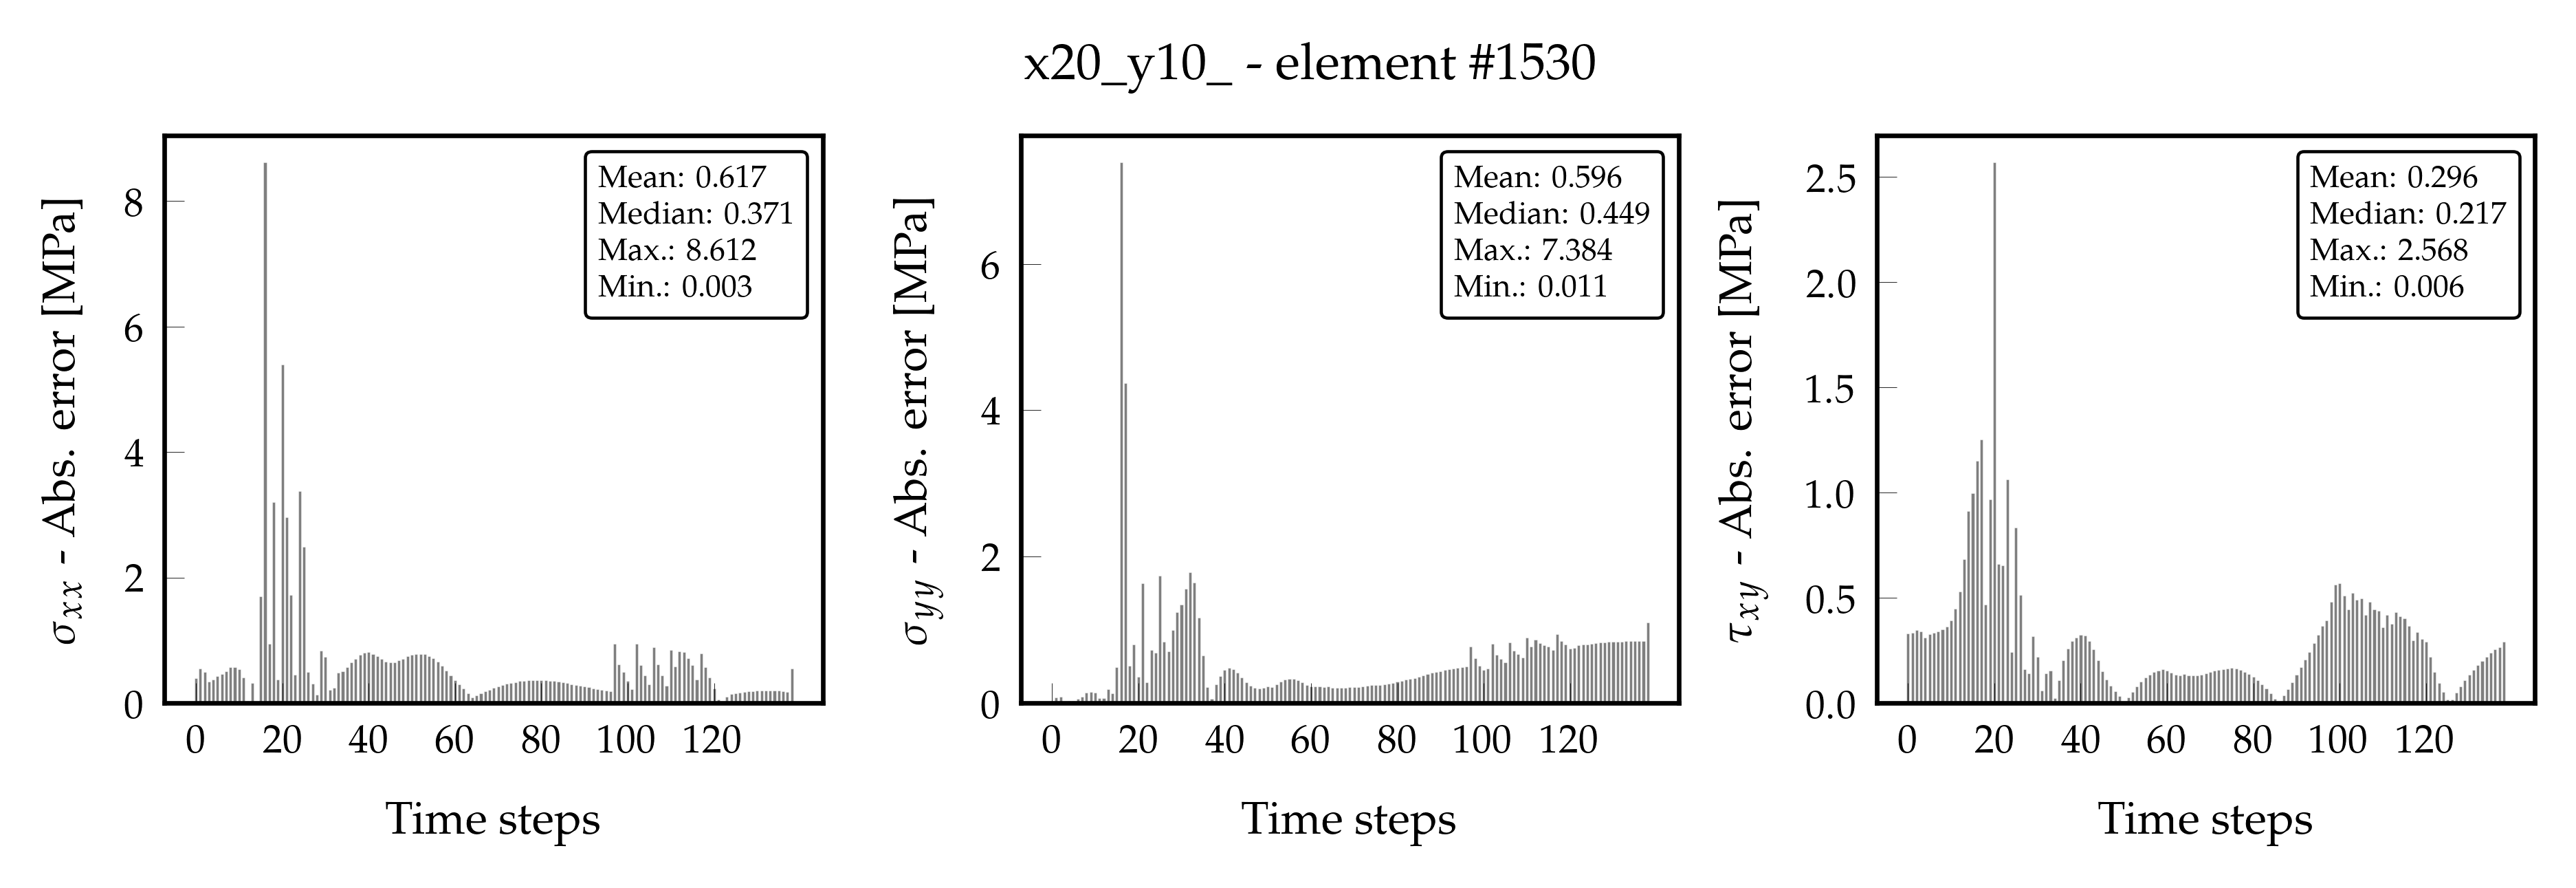 x20_y10_ - element #1530
σxx - Abs. error [MPa]
8
6
4
2
0
Mean: 0.617
Median: 0.371
Max.: 8.612
Min.: 0.003
0 20 40 60 80 100 120
Time steps
σyy - Abs. error [MPa]
6
4
2
0
Mean: 0.596
Median: 0.449
Max.: 7.384
Min.: 0.011
0 20 40 60 80 100 120
Time steps
τxy - Abs. error [MPa]
2.5
2.0
1.5
1.0
0.5
0.0
Mean: 0.296
Median: 0.217
Max.: 2.568
Min.: 0.006
0 20 40 60 80 100 120
Time steps